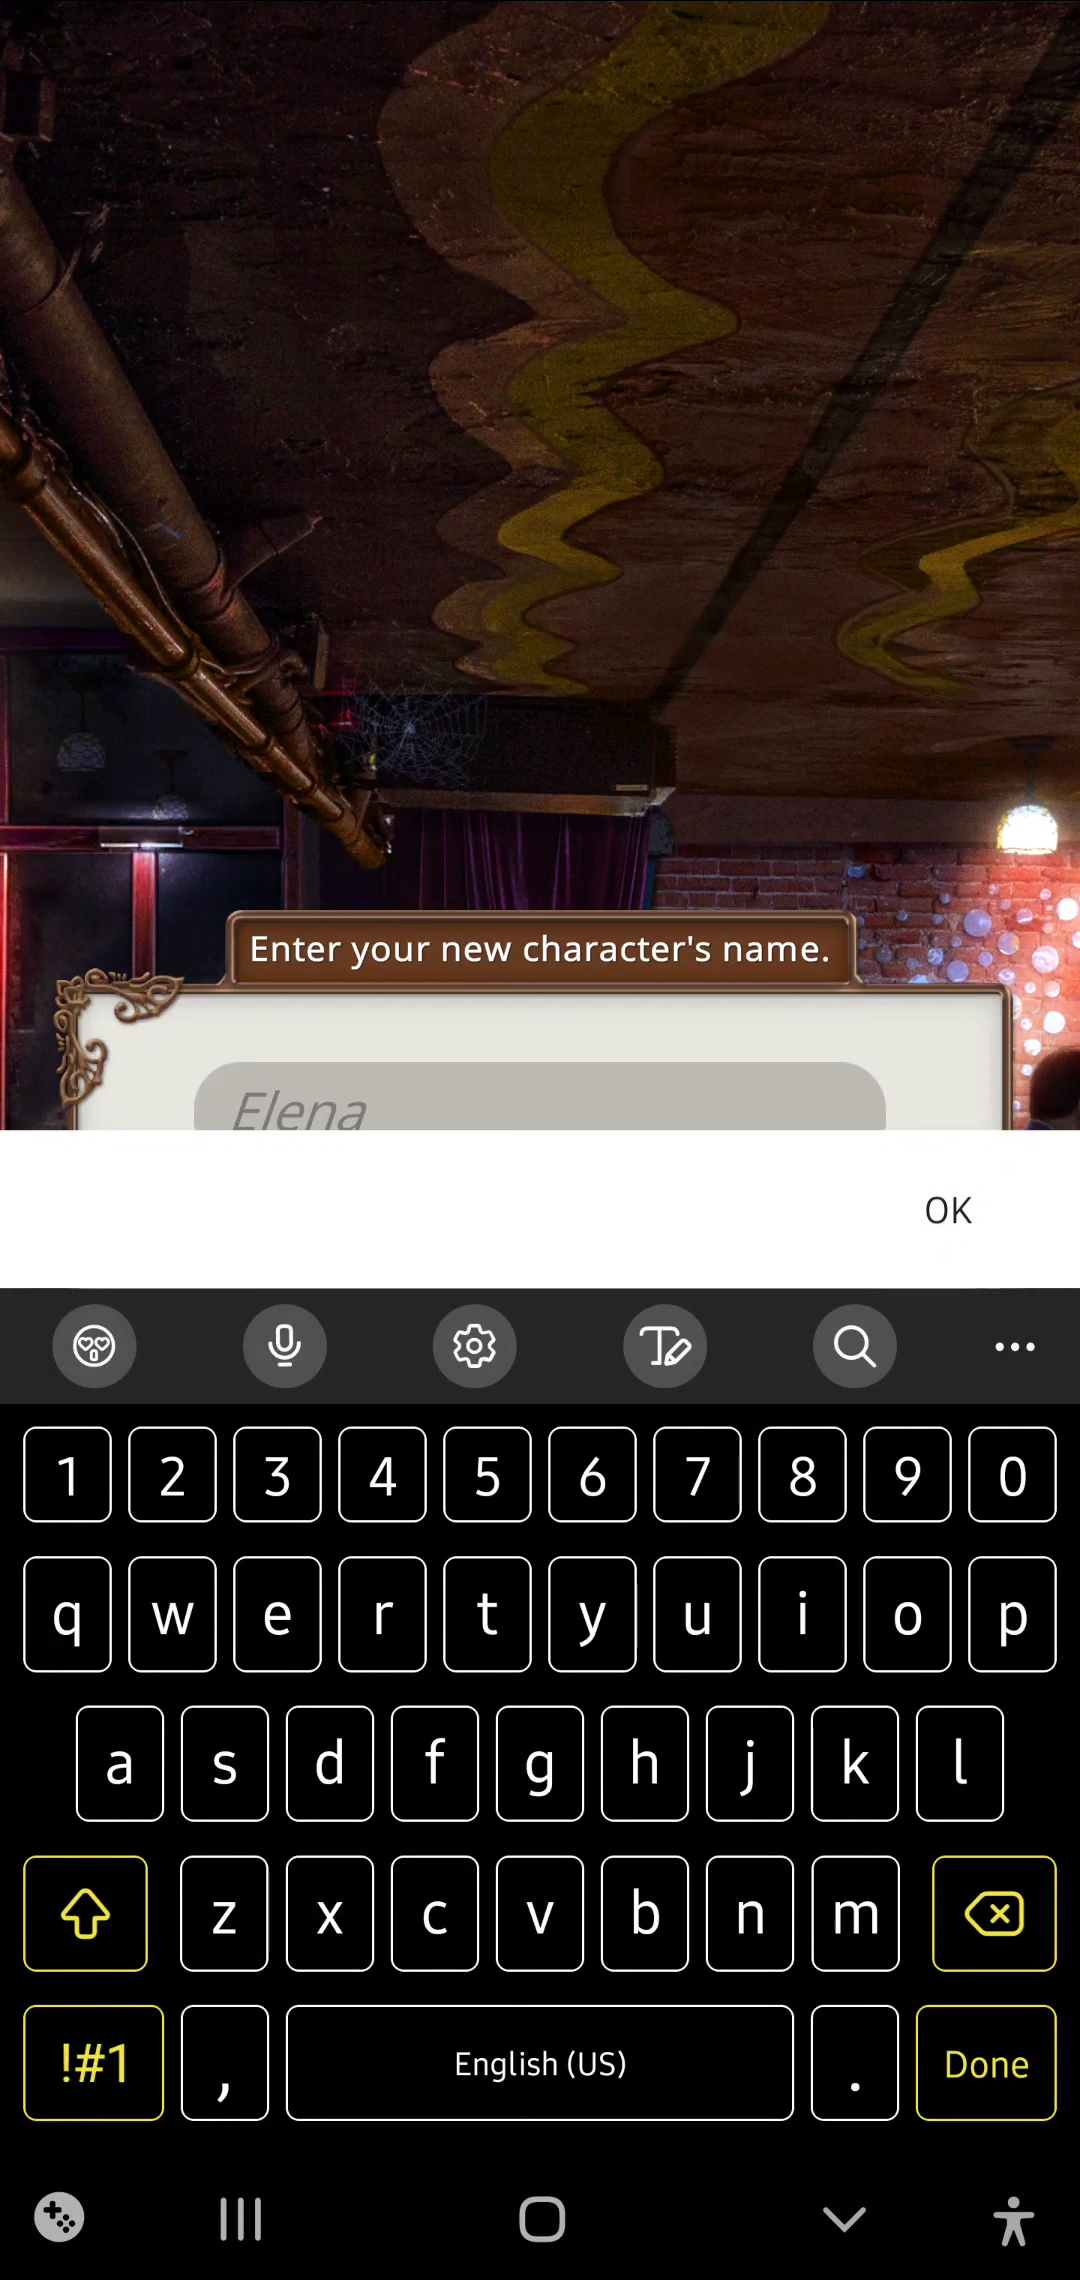 Enter your new character's name.
Elena
OK
1 2 3 4 5 6 7 8 9 0
q w e r t y u i o p
a s d f g h j k l
z x c v b n m
!#1 , English (US) . Done